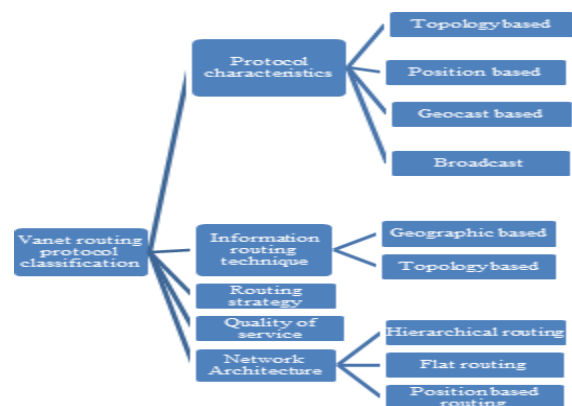 Vanet routing
protocol
classification
Protocol
characteristics
Topology based
Position based
Geocast based
Broadcast
Information
routing
technique
Geographic based
Topology based
Routing
strategy
Quality of
service
Network
Architecture
Hierarchical routing
Flat routing
Position based
routing